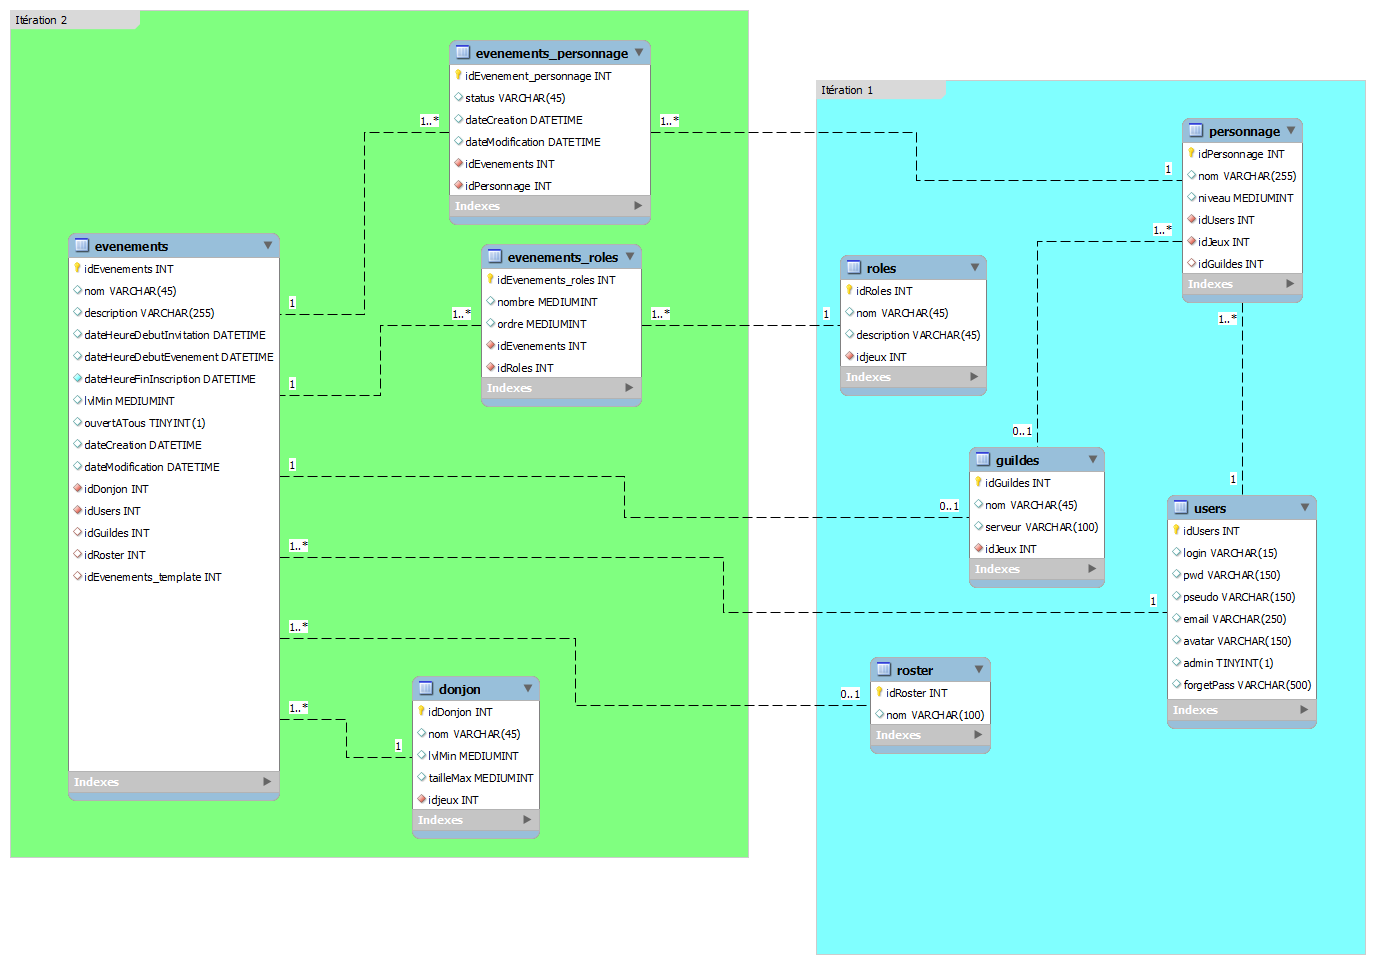 Itération 2
evenements_personnage
idEvenement_personnage INT
status VARCHAR(45)
dateCreation DATETIME
dateModification DATETIME
idEvenements INT
idPersonnage INT
Indexes
1..*
1..*
evenements
idEvenements INT
nom VARCHAR(45)
description VARCHAR(255)
dateHeureDebutInvitation DATETIME
dateHeureDebutEvenement DATETIME
dateHeureFinInscription DATETIME
lvlMin MEDIUMINT
ouvertATous TINYINT(1)
dateCreation DATETIME
dateModification DATETIME
idDonjon INT
idUsers INT
idGuildes INT
idRoster INT
idEvenements_template INT
Indexes
1
1
1
1..*
1..*
1..*
evenements_roles
idEvenements_roles INT
nombre MEDIUMINT
ordre MEDIUMINT
idEvenements INT
idRoles INT
Indexes
1..*
1..*
donjon
idDonjon INT
nom VARCHAR(45)
lvlMin MEDIUMINT
tailleMax MEDIUMINT
idjeux INT
Indexes
1
Itération 1
personnage
idPersonnage INT
nom VARCHAR(255)
niveau MEDIUMINT
idUsers INT
idJeux INT
idGuildes INT
Indexes
1
1..*
1..*
roles
idRoles INT
nom VARCHAR(45)
description VARCHAR(45)
idjeux INT
Indexes
1
guildes
idGuildes INT
nom VARCHAR(45)
serveur VARCHAR(100)
idJeux INT
Indexes
0..1
0..1
users
idUsers INT
login VARCHAR(15)
pwd VARCHAR(150)
pseudo VARCHAR(150)
email VARCHAR(250)
avatar VARCHAR(150)
admin TINYINT(1)
forgetPass VARCHAR(500)
Indexes
1
1
roster
idRoster INT
nom VARCHAR(100)
Indexes
0..1